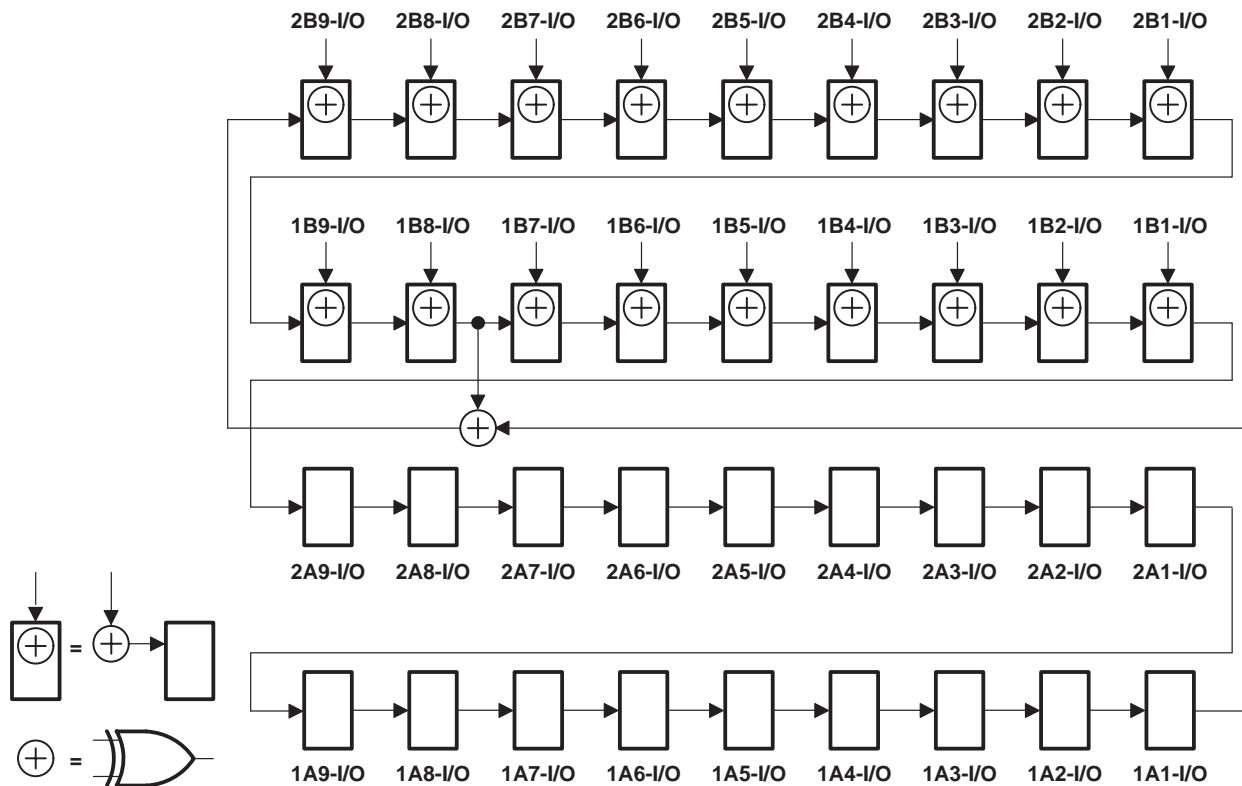 2B9-I/O 2B8-I/O 2B7-I/O 2B6-I/O 2B5-I/O 2B4-I/O 2B3-I/O 2B2-I/O 2B1-I/O
1B9-I/O 1B8-I/O 1B7-I/O 1B6-I/O 1B5-I/O 1B4-I/O 1B3-I/O 1B2-I/O 1B1-I/O
2A9-I/O 2A8-I/O 2A7-I/O 2A6-I/O 2A5-I/O 2A4-I/O 2A3-I/O 2A2-I/O 2A1-I/O
=
=
1A9-I/O 1A8-I/O 1A7-I/O 1A6-I/O 1A5-I/O 1A4-I/O 1A3-I/O 1A2-I/O 1A1-I/O